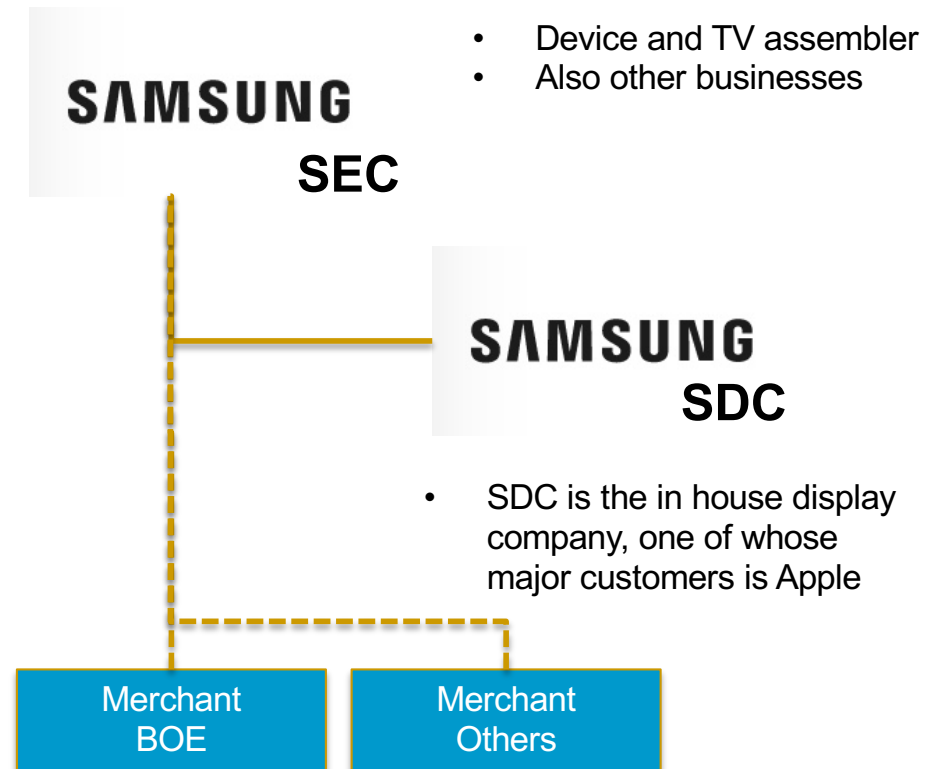 • Device and TV assembler
• Also other businesses
SAMSUNG
SEC
SAMSUNG
SDC
• SDC is the in house display
company, one of whose
major customers is Apple
Merchant
BOE
Merchant
Others